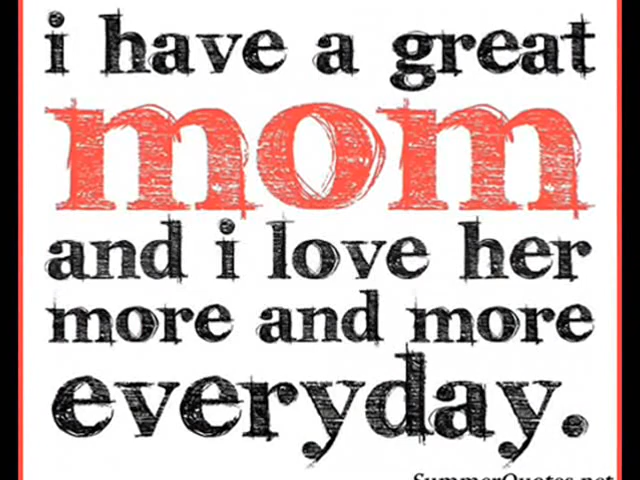 i have a great
mom
and i love her
more and more
everyday.
SummerQuotes.net